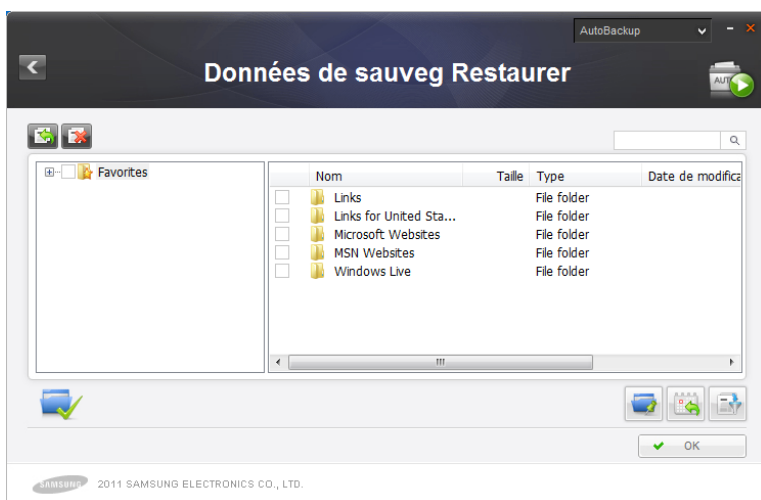 AutoBackup
Données de sauveg Restaurer
AUT
Favorites
Nom Taille Type Date de modifica
Links File folder
Links for United Sta... File folder
Microsoft Websites File folder
MSN Websites File folder
Windows Live File folder
OK
SAMSUNG 2011 SAMSUNG ELECTRONICS CO., LTD.